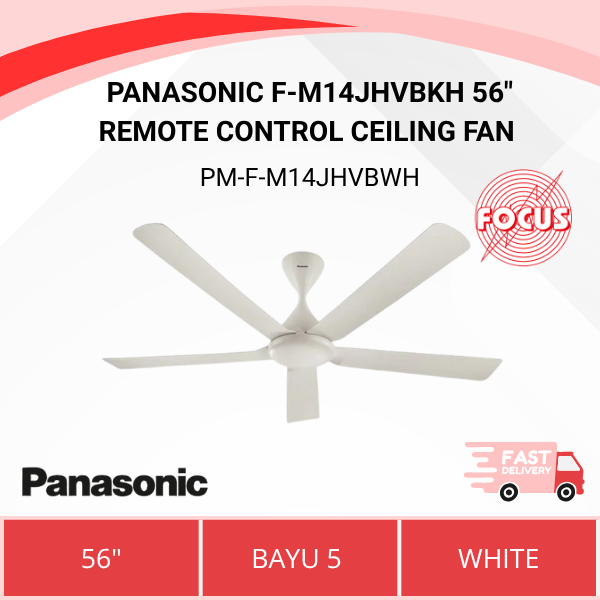 PANASONIC F-M14JHVBKH 56"
REMOTE CONTROL CEILING FAN
PM-F-M14JHVBWH
FOCUS
Panasonic
FAST
DELIVERY
Panasonic
56"
BAYU 5
WHITE